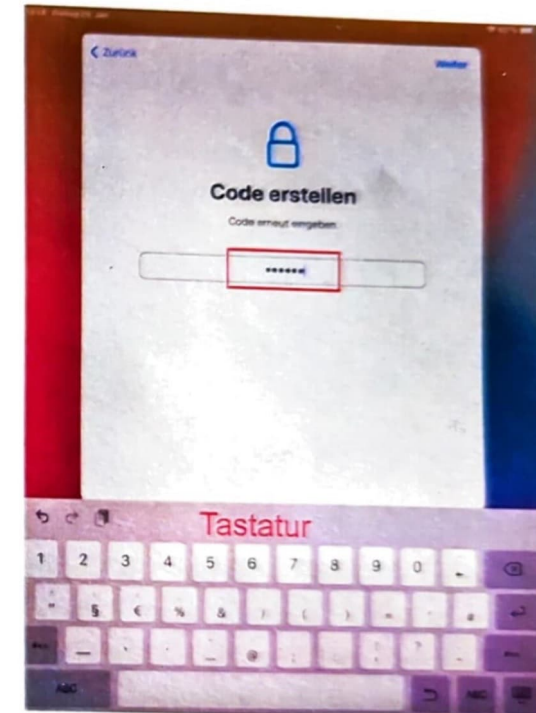 Zurück
Weiter
Code erstellen
Code erneut eingeben.
••••••
Tastatur
1 2 3 4 5 6 7 8 9 0
§ € % &
@
ABC ABC